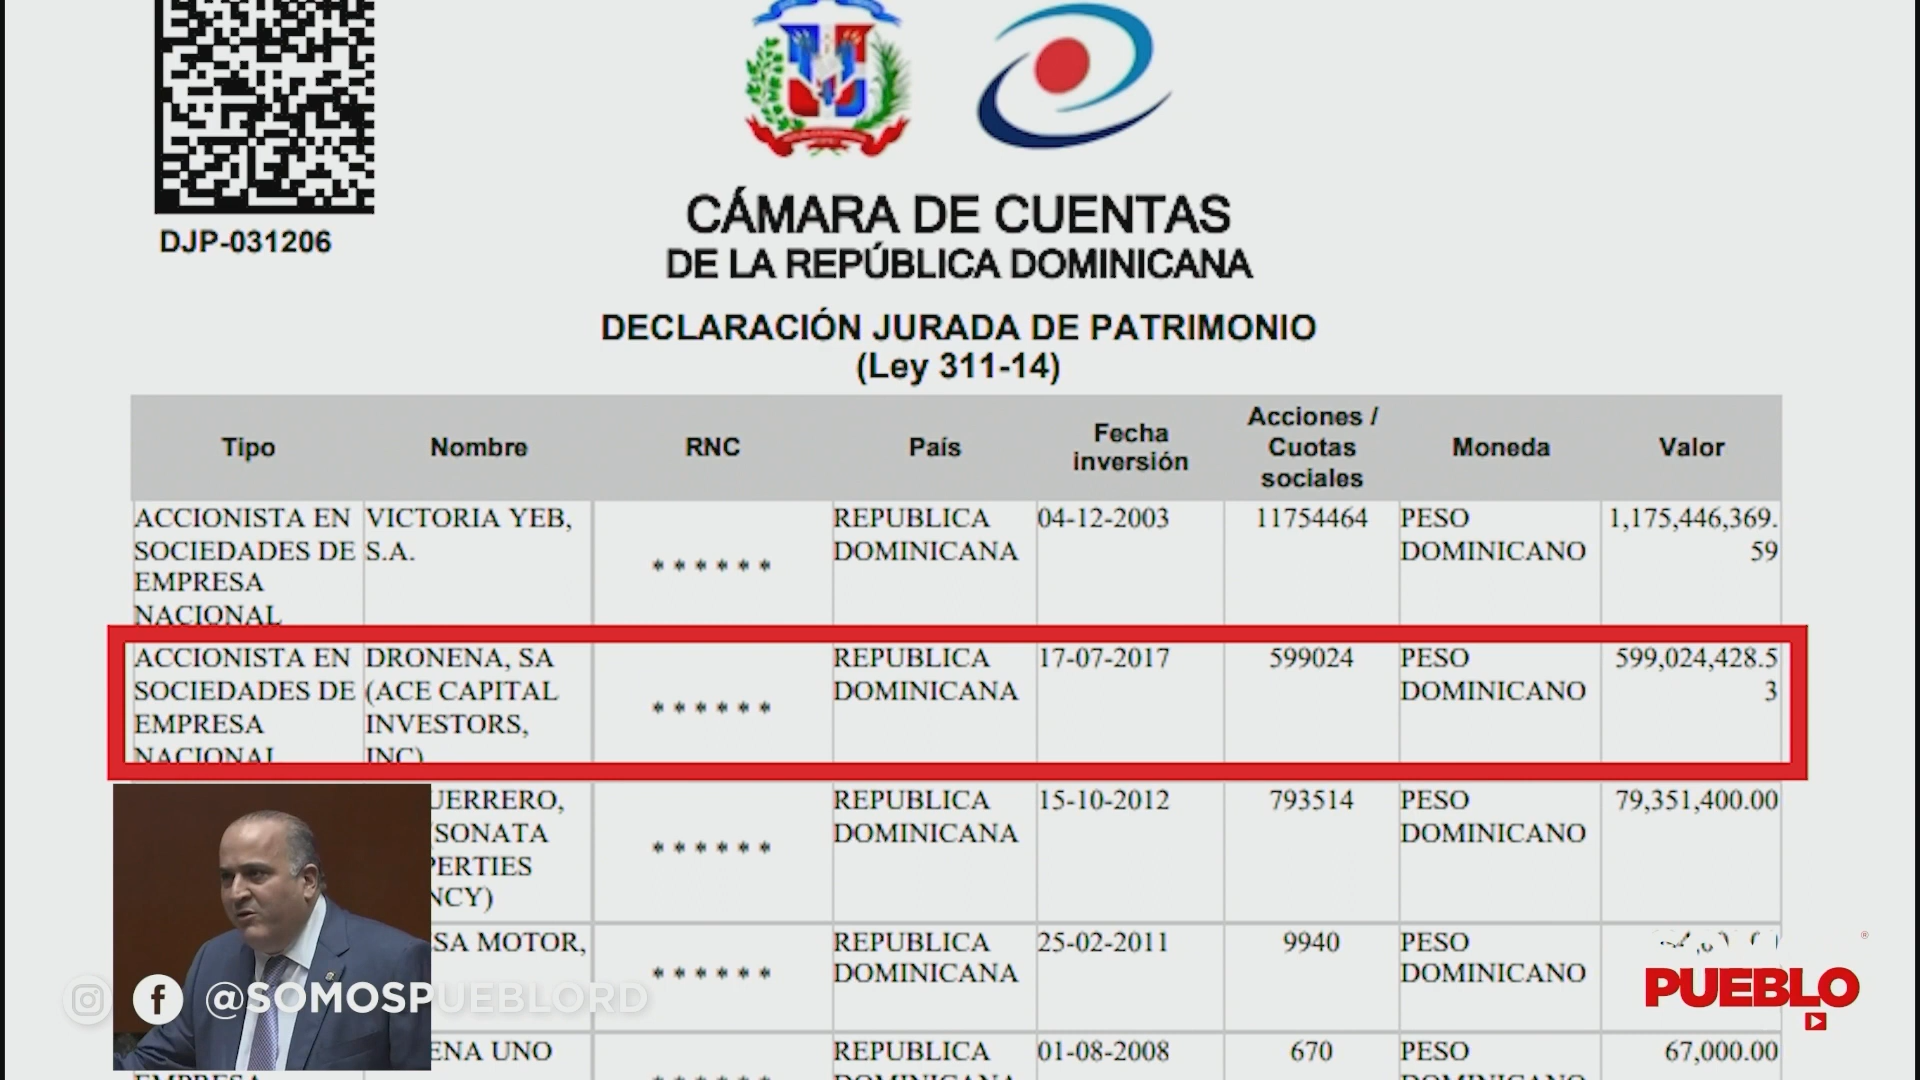 DJP-031206
CÁMARA DE CUENTAS
DE LA REPÚBLICA DOMINICANA
DECLARACIÓN JURADA DE PATRIMONIO
(Ley 311-14)
Tipo Nombre RNC País Fecha inversión Acciones / Cuotas sociales Moneda Valor
ACCIONISTA EN VICTORIA YEB, REPUBLICA 04-12-2003 11754464 PESO 1,175,446,369.
SOCIEDADES DE S.A. ****** DOMINICANA DOMINICANO 59
EMPRESA
NACIONAL
ACCIONISTA EN DRONENA, SA REPUBLICA 17-07-2017 599024 PESO 599,024,428.5
SOCIEDADES DE (ACE CAPITAL ****** DOMINICANA DOMINICANO 3
EMPRESA INVESTORS,
NACIONAL INC)
UERRERO, REPUBLICA 15-10-2012 793514 PESO 79,351,400.00
(SONATA ****** DOMINICANA DOMINICANO
PERTIES
NCY)
SA MOTOR, REPUBLICA 25-02-2011 9940 PESO
****** DOMINICANA DOMINICANO
@SOMOSPUEBLORD
PUEBLO
ENA UNO REPUBLICA 01-08-2008 670 PESO 67,000.00